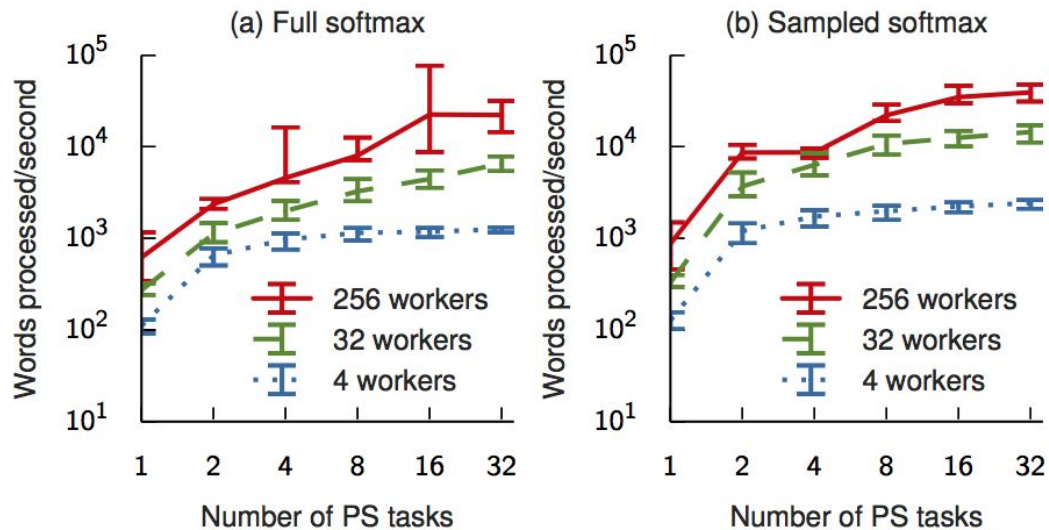 (a) Full softmax
Words processed/second
10^5
10^4
10^3
10^2
10^1
256 workers
32 workers
4 workers
1 2 4 8 16 32
Number of PS tasks
(b) Sampled softmax
Words processed/second
10^5
10^4
10^3
10^2
10^1
256 workers
32 workers
4 workers
1 2 4 8 16 32
Number of PS tasks